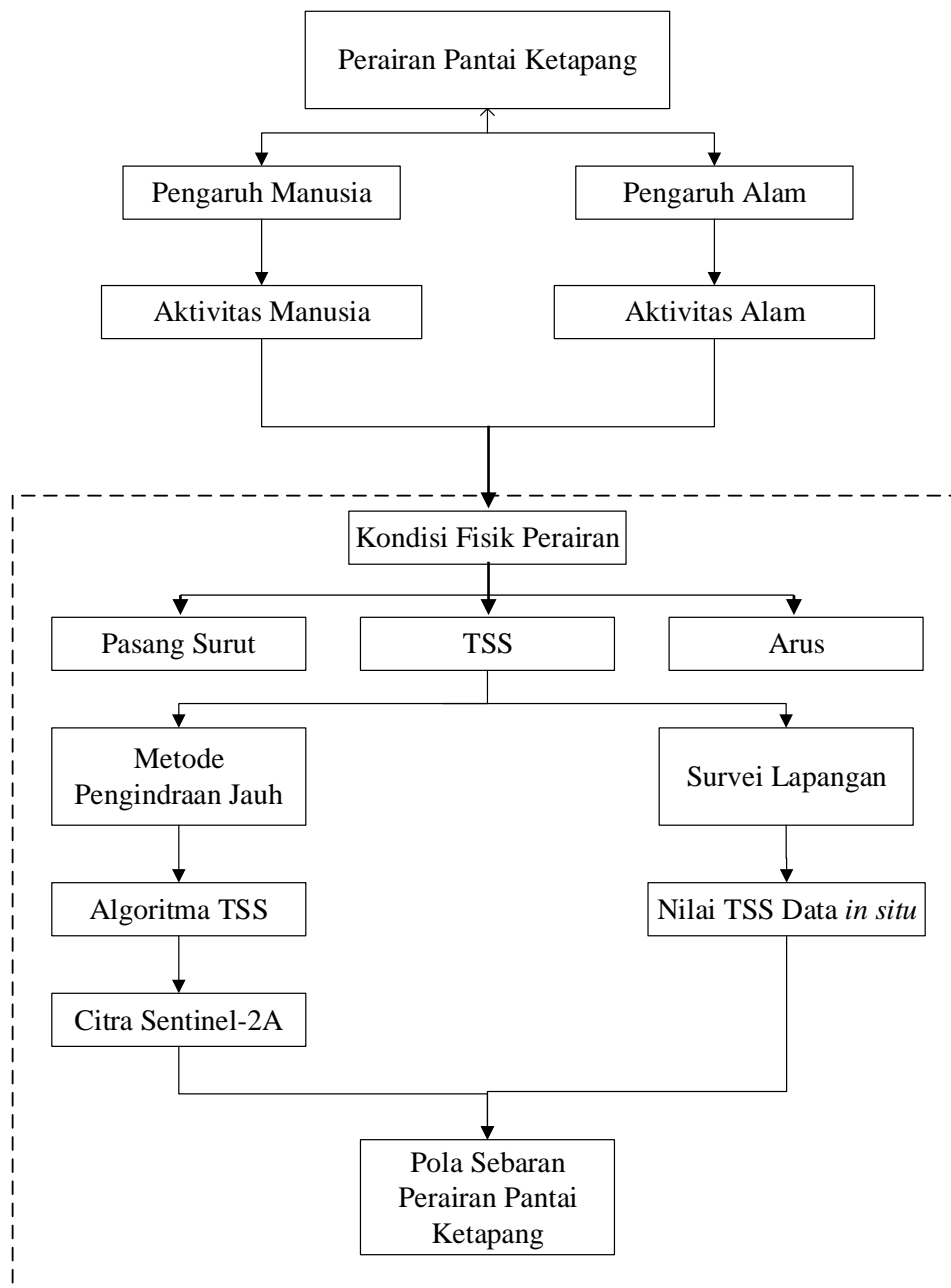 Perairan Pantai Ketapang
Pengaruh Manusia
Pengaruh Alam
Aktivitas Manusia
Aktivitas Alam
Kondisi Fisik Perairan
Pasang Surut
TSS
Arus
Metode
Pengindraan Jauh
Survei Lapangan
Algoritma TSS
Nilai TSS Data in situ
Citra Sentinel-2A
Pola Sebaran
Perairan Pantai
Ketapang